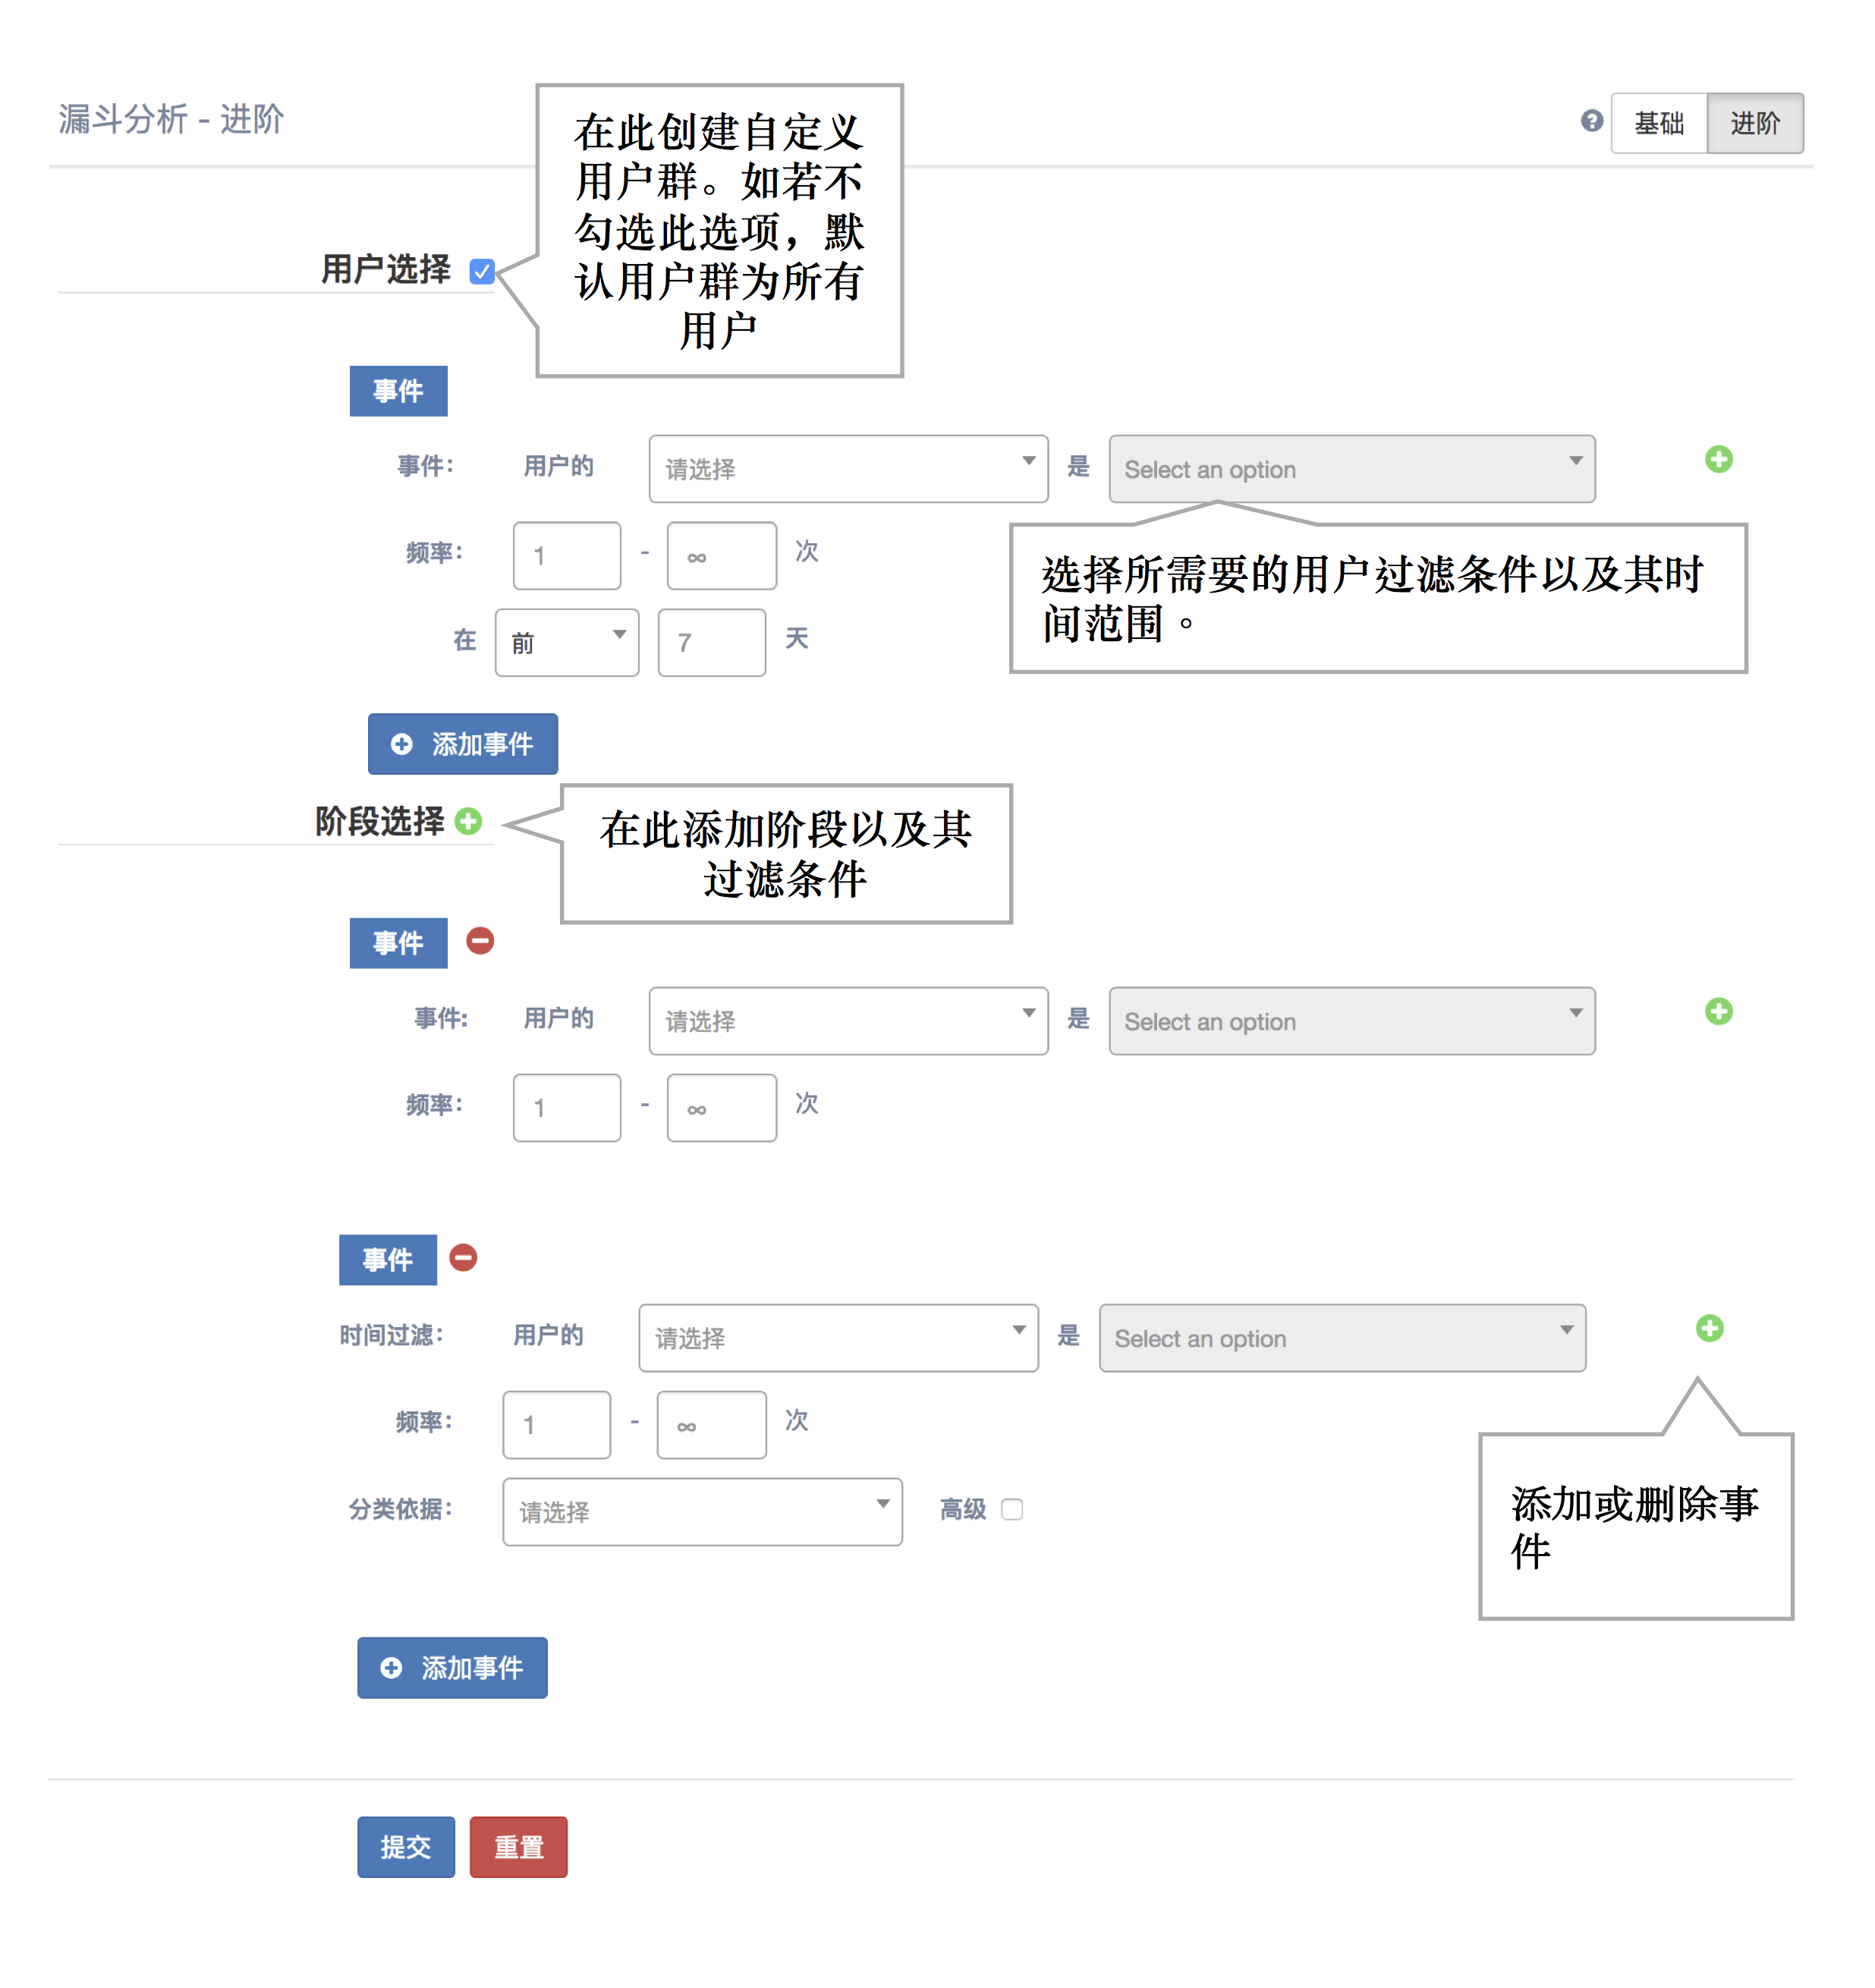 漏斗分析 - 进阶
基础 进阶
在此创建自定义
用户群。如若不
勾选此选项，默
认用户群为所有
用户
用户选择
事件
事件： 用户的 请选择 是 Select an option
频率： 1 - ∞ 次
选择所需要的用户过滤条件以及其时
间范围。
在 前 7 天
添加事件
阶段选择
在此添加阶段以及其
过滤条件
事件
事件: 用户的 请选择 是 Select an option
频率： 1 - ∞ 次
事件
时间过滤： 用户的 请选择 是 Select an option
频率： 1 - ∞ 次
分类依据： 请选择 高级
添加或删除事
件
添加事件
提交 重置